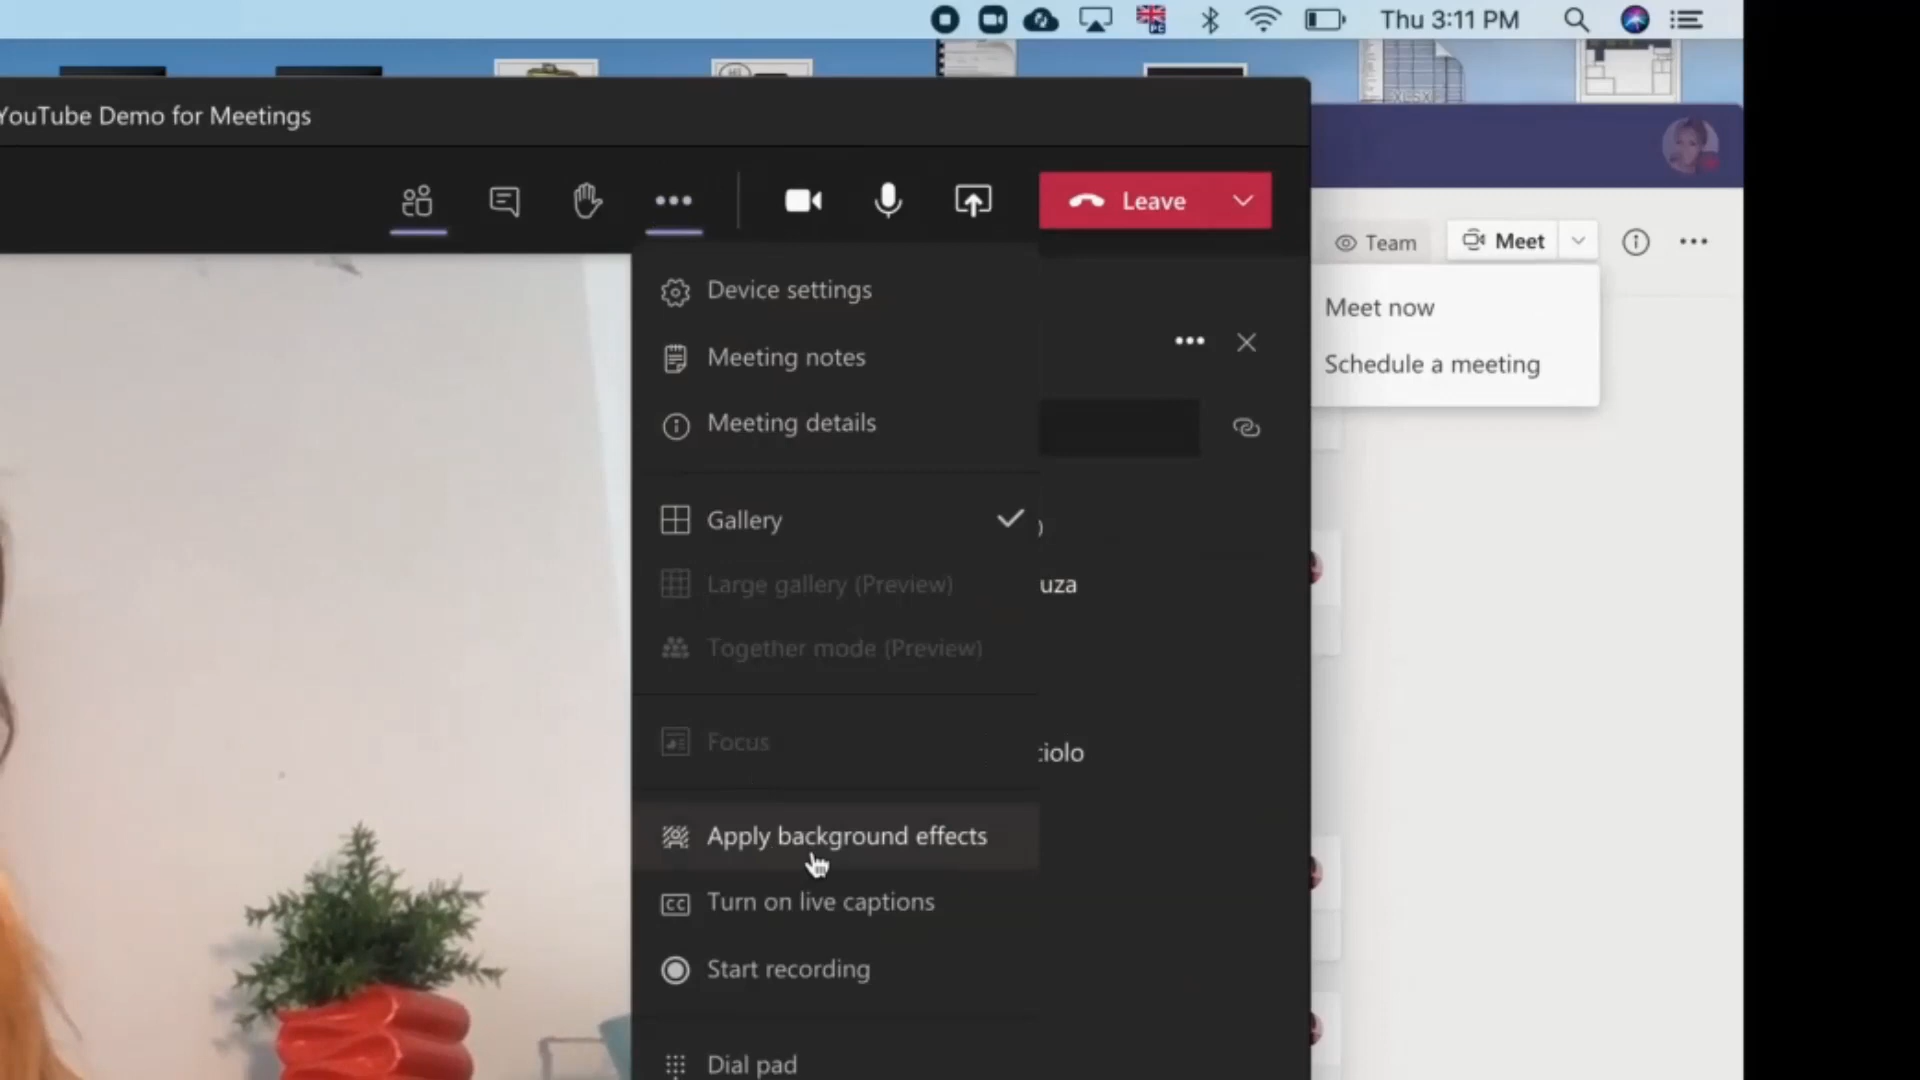 Thu 3:11 PM
YouTube Demo for Meetings
Leave
Team
Meet
Meet now
Schedule a meeting
Device settings
Meeting notes
Meeting details
Gallery
Large gallery (Preview)
uza
Together mode (Preview)
Focus
ciolo
Apply background effects
CC
Turn on live captions
Start recording
Dial pad